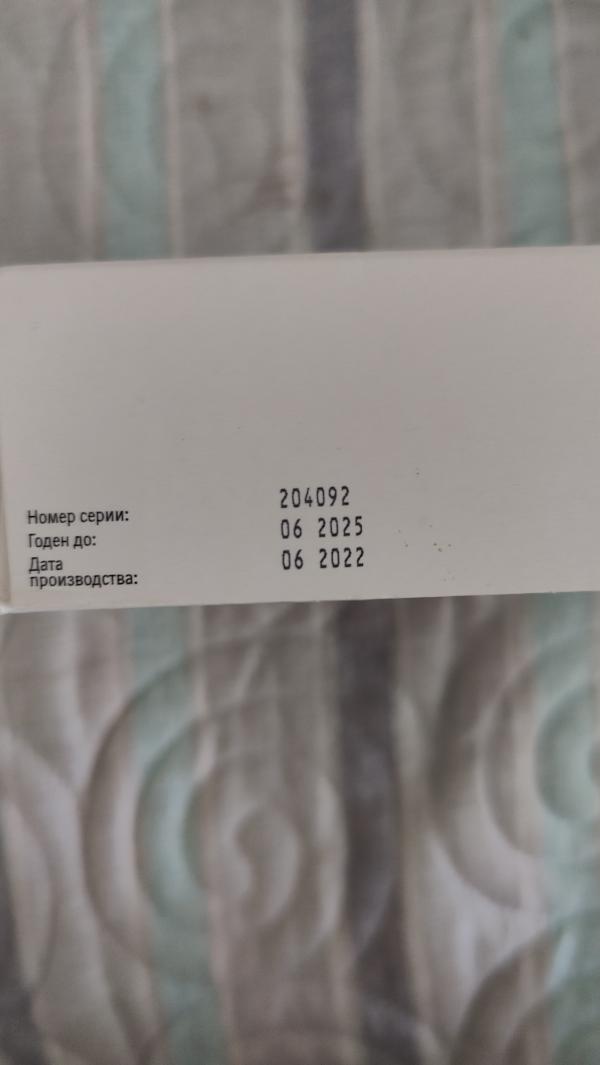 Номер серии: 204092
Годен до: 06 2025
Дата 06 2022
производства: